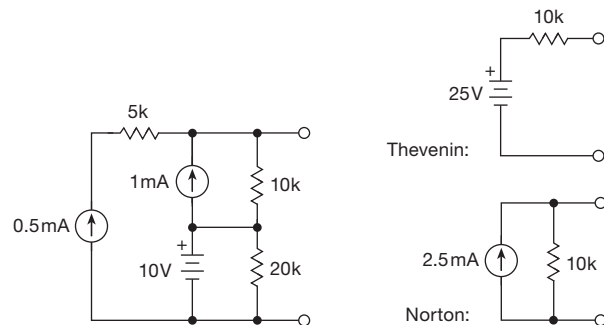 5k
1mA
10k
0.5mA
+
10V
20k
10k
+
25V
Thevenin:
2.5mA
10k
Norton: